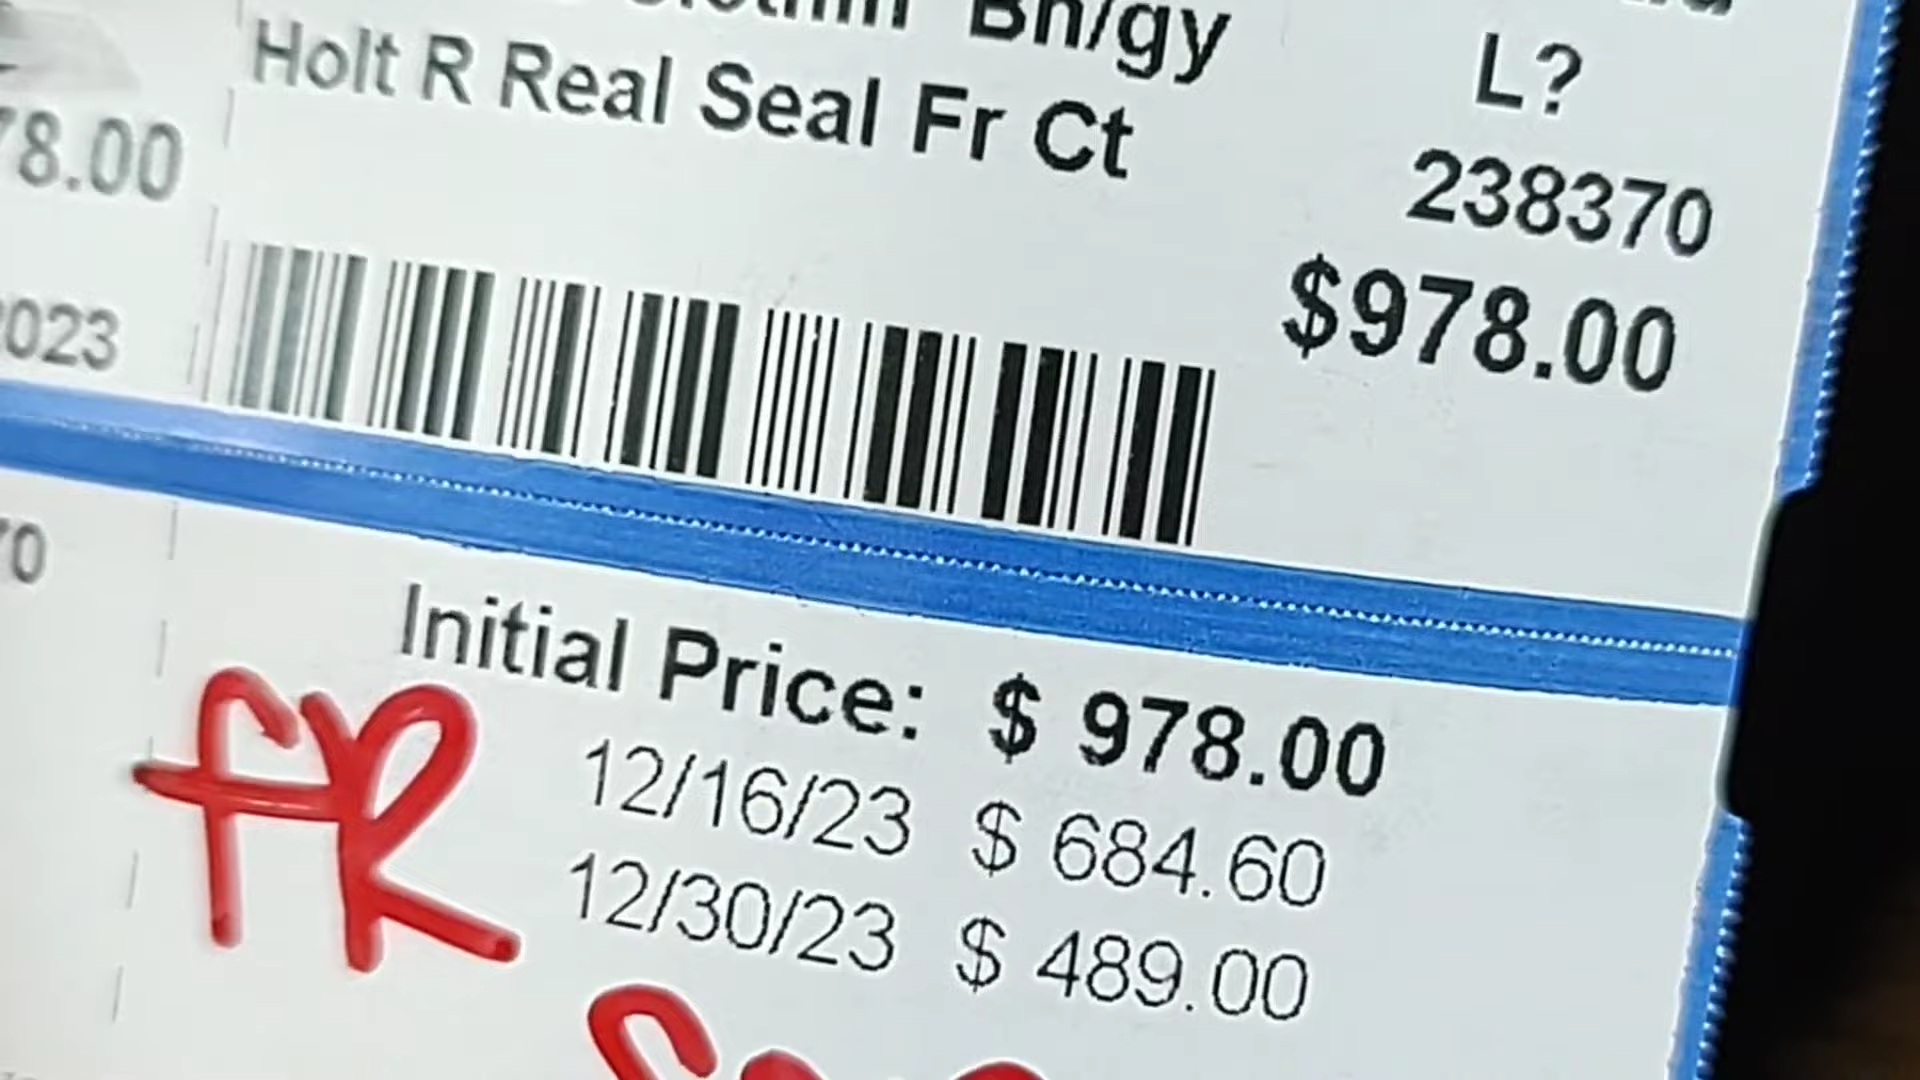 Bn/gy
Holt R Real Seal Fr Ct
L?
238370
$978.00
78.00
023
70
Initial Price: $ 978.00
12/16/23 $ 684.60
12/30/23 $ 489.00
FR